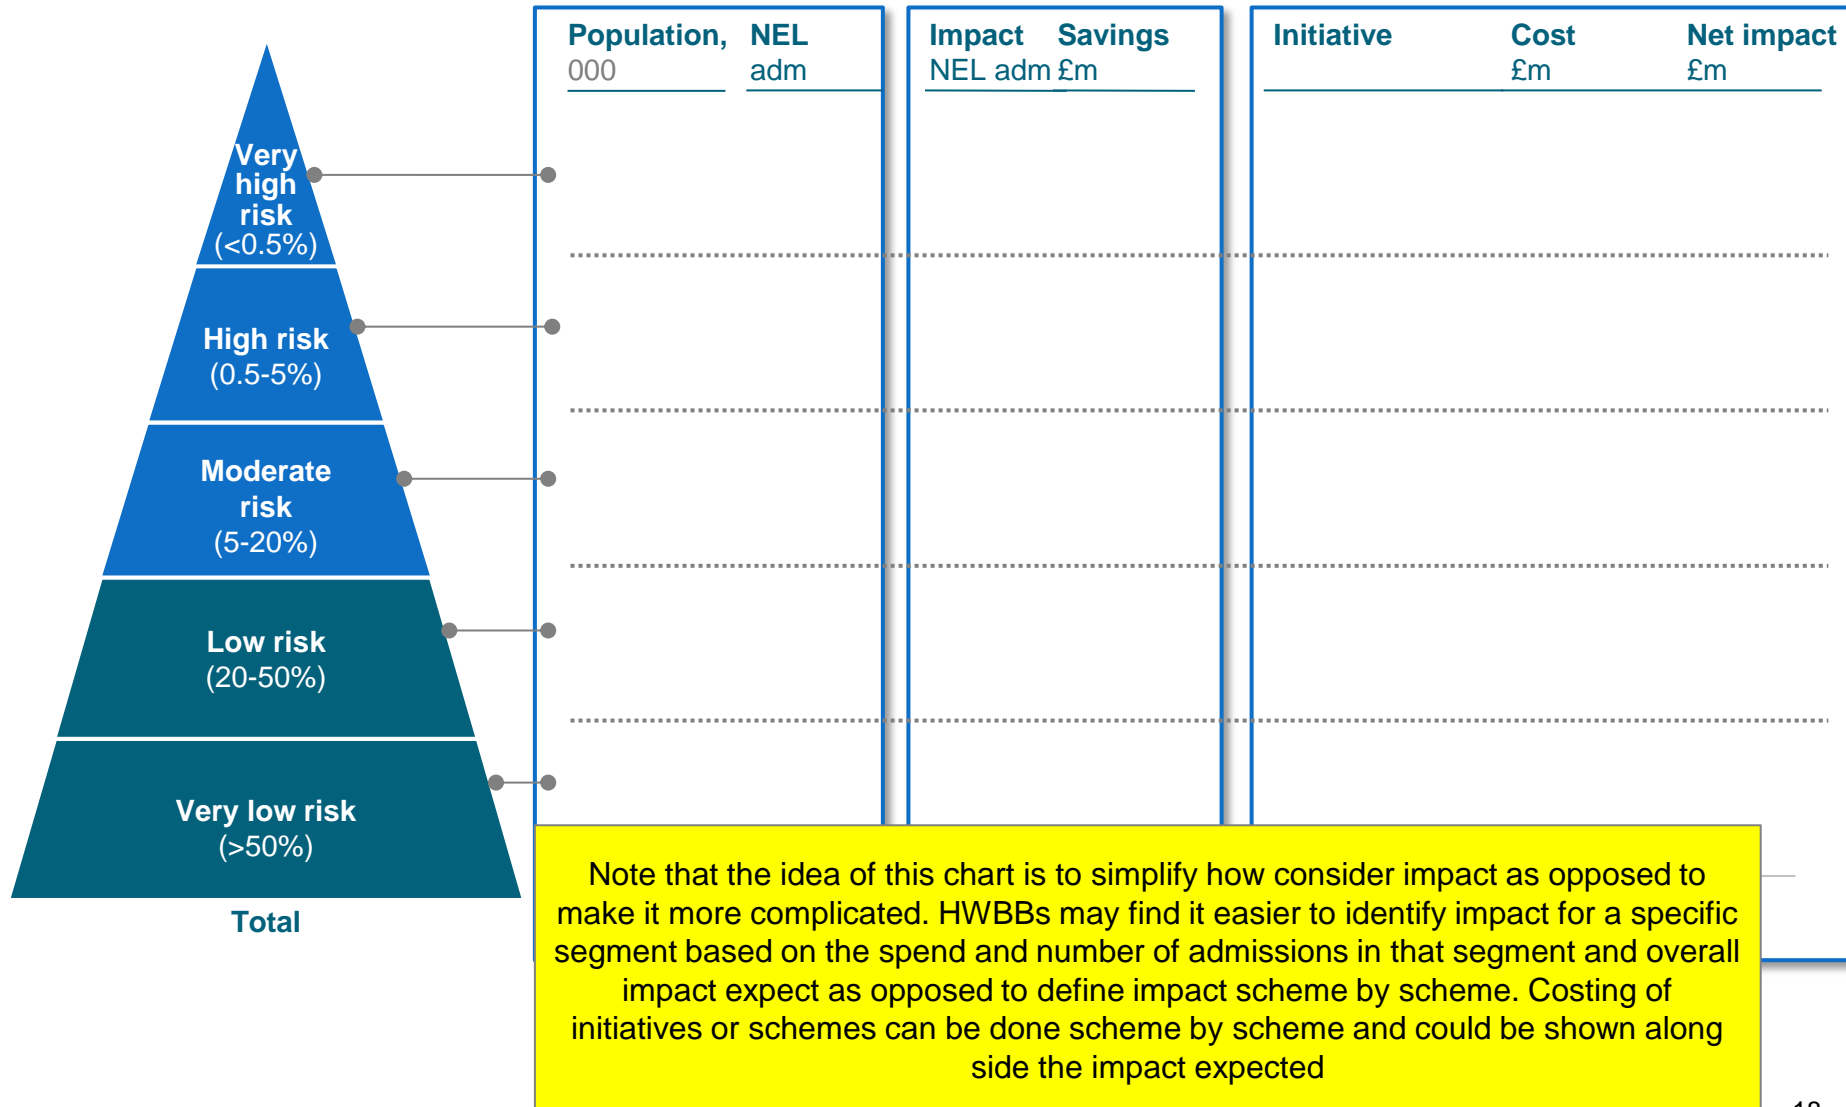 Population, NEL Impact Savings Initiative Cost Net impact
000 adm NEL adm £m £m £m
Very
high
risk
(<0.5%)
High risk
(0.5-5%)
Moderate
risk
(5-20%)
Low risk
(20-50%)
Very low risk
(>50%)
Total
Note that the idea of this chart is to simplify how consider impact as opposed to
make it more complicated. HWBBs may find it easier to identify impact for a specific
segment based on the spend and number of admissions in that segment and overall
impact expect as opposed to define impact scheme by scheme. Costing of
initiatives or schemes can be done scheme by scheme and could be shown along
side the impact expected